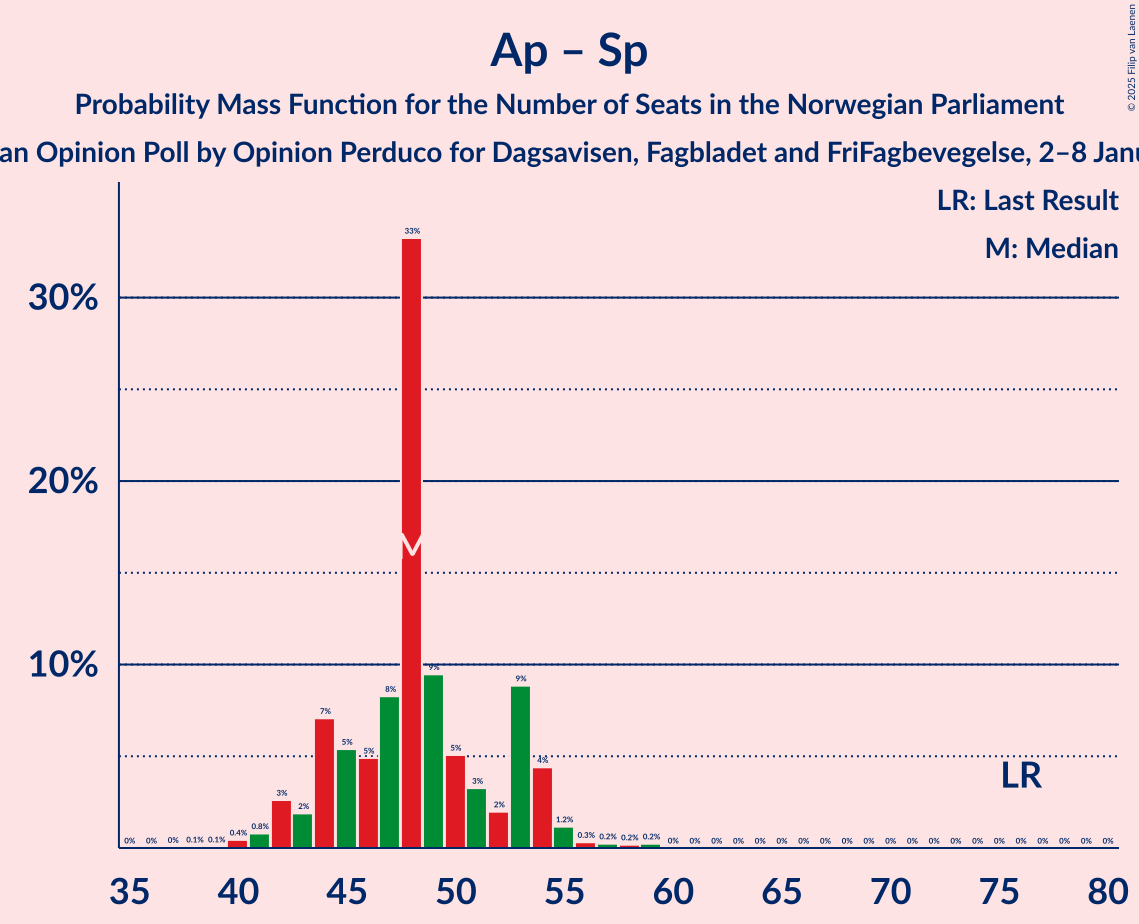 © 2025 Filip van Laenen
Ap – Sp
Probability Mass Function for the Number of Seats in the Norwegian Parliament
an Opinion Poll by Opinion Perduco for Dagsavisen, Fagbladet and FriFagbevegelse, 2–8 Janu
LR: Last Result
M: Median
30%
20%
10%
0% 0% 0% 0.1% 0.1% 0.4% 0.8% 3% 2% 7% 5% 5% 8% 33% 9% 5% 3% 2% 9% 4% 1.2% 0.3% 0.2% 0.2% 0.2% 0% 0% 0% 0% 0% 0% 0% 0% 0% 0% 0% 0% 0% 0% 0% 0% 0% 0% 0% 0% 0%
M
LR
35 40 45 50 55 60 65 70 75 80